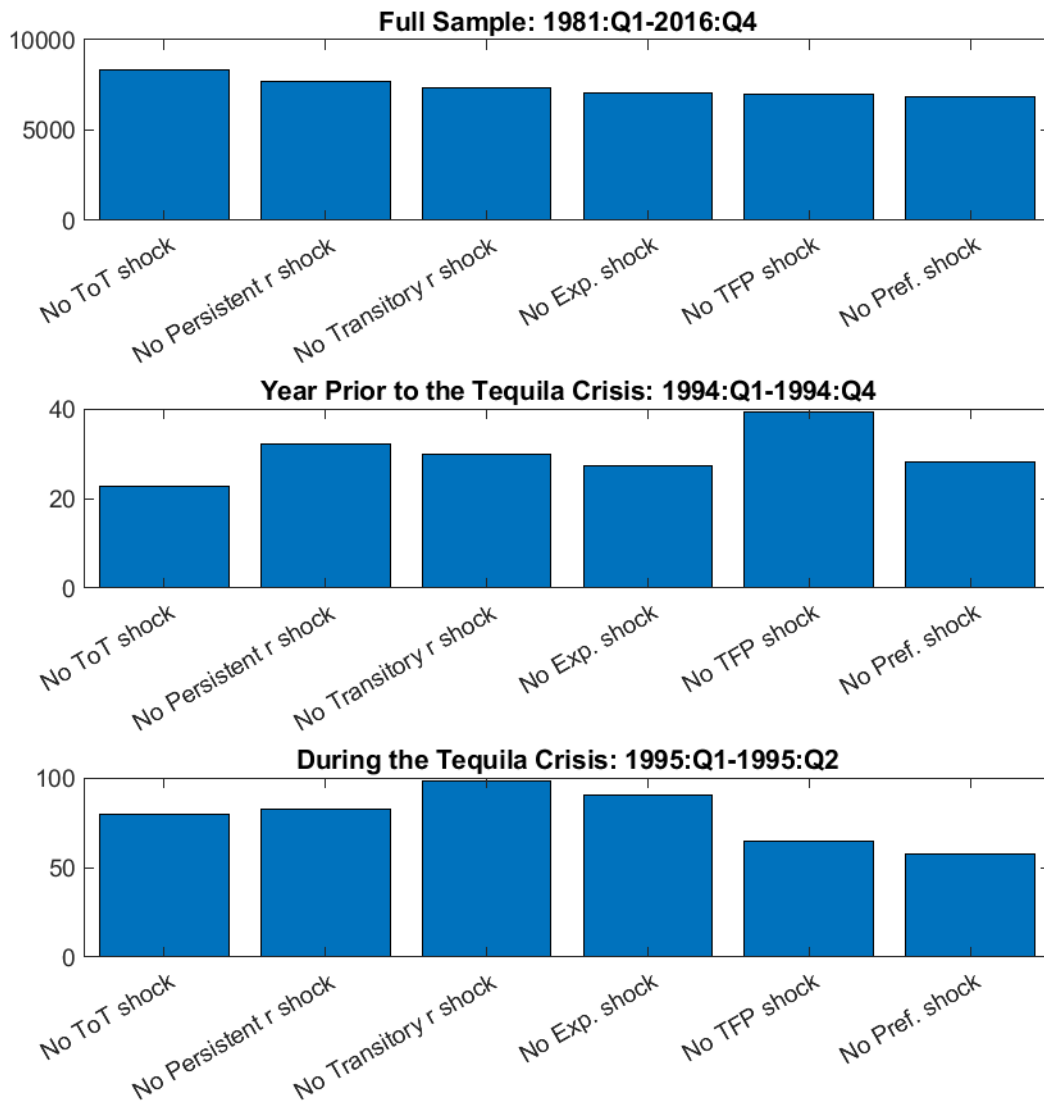 Full Sample: 1981:Q1-2016:Q4
10000
5000
0
No ToT shock
No Persistent r shock
No Transitory r shock
No Exp. shock
No TFP shock
No Pref. shock
Year Prior to the Tequila Crisis: 1994:Q1-1994:Q4
40
20
0
No ToT shock
No Persistent r shock
No Transitory r shock
No Exp. shock
No TFP shock
No Pref. shock
During the Tequila Crisis: 1995:Q1-1995:Q2
100
50
0
No ToT shock
No Persistent r shock
No Transitory r shock
No Exp. shock
No TFP shock
No Pref. shock